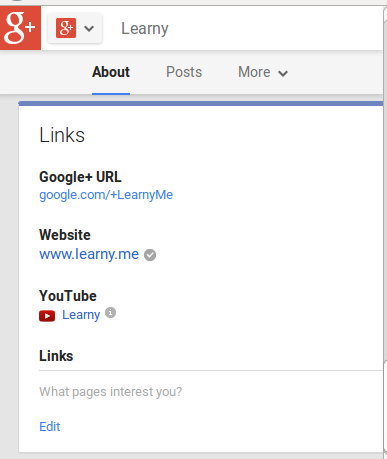 g+ g+ Learny
About Posts More
Links
Google+ URL
google.com/+LearnyMe
Website
www.learny.me
YouTube
Learny
Links
What pages interest you?
Edit